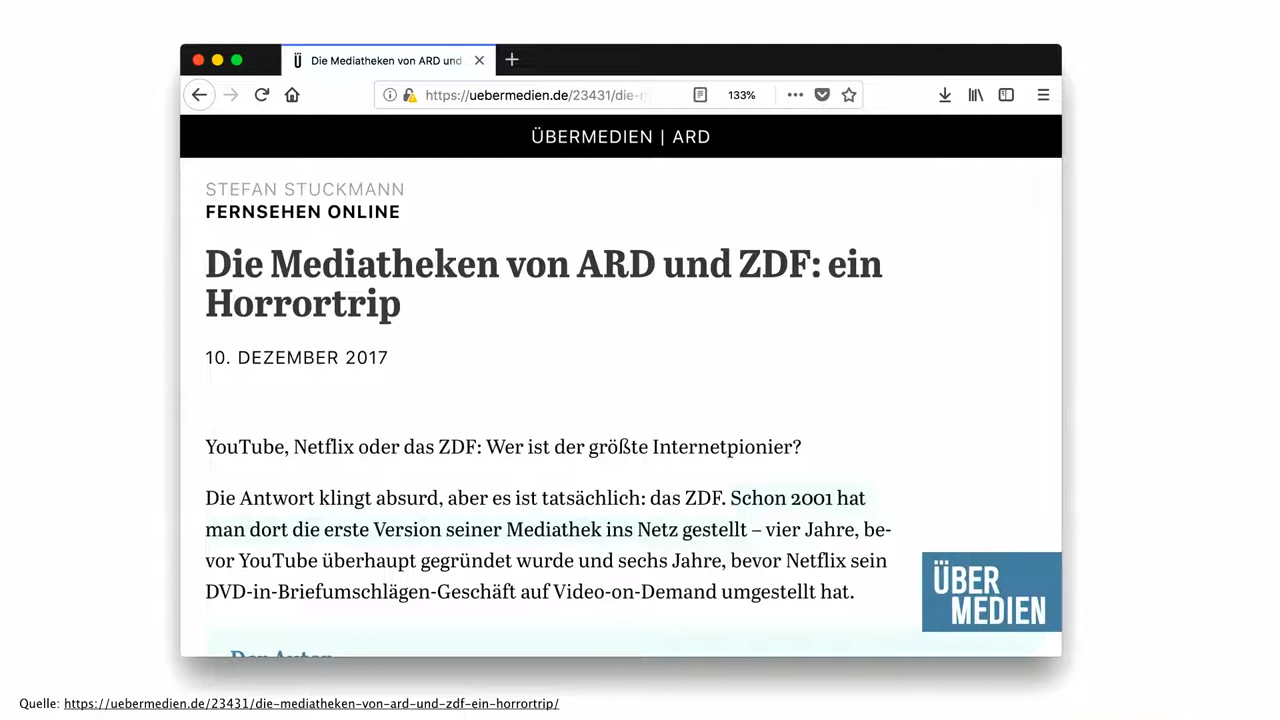 Die Mediatheken von ARD und
https://uebermedien.de/23431/die-
133%
ÜBERMEDIEN | ARD
STEFAN STUCKMANN
FERNSEHEN ONLINE
Die Mediatheken von ARD und ZDF: ein
Horrortrip
10. DEZEMBER 2017
YouTube, Netflix oder das ZDF: Wer ist der größte Internetpionier?
Die Antwort klingt absurd, aber es ist tatsächlich: das ZDF. Schon 2001 hat
man dort die erste Version seiner Mediathek ins Netz gestellt – vier Jahre, be-
vor YouTube überhaupt gegründet wurde und sechs Jahre, bevor Netflix sein
DVD-in-Briefumschlägen-Geschäft auf Video-on-Demand umgestellt hat.
ÜBER
MEDIEN
Der Autor
Quelle: https://uebermedien.de/23431/die-mediatheken-von-ard-und-zdf-ein-horrortrip/